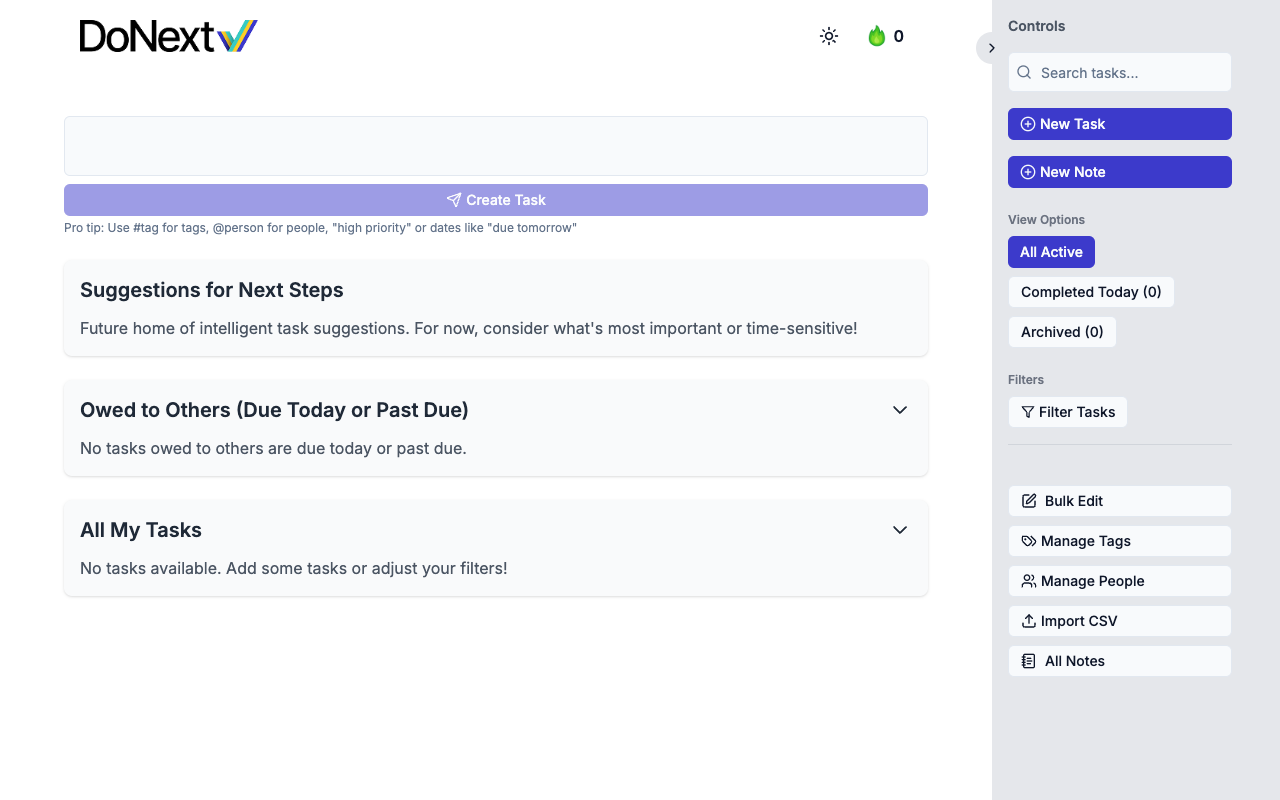 DoNext
0
Create Task
Pro tip: Use #tag for tags, @person for people, "high priority" or dates like "due tomorrow"
Suggestions for Next Steps
Future home of intelligent task suggestions. For now, consider what's most important or time-sensitive!
Owed to Others (Due Today or Past Due)
No tasks owed to others are due today or past due.
All My Tasks
No tasks available. Add some tasks or adjust your filters!
Controls
Search tasks...
New Task
New Note
View Options
All Active
Completed Today (0)
Archived (0)
Filters
Filter Tasks
Bulk Edit
Manage Tags
Manage People
Import CSV
All Notes